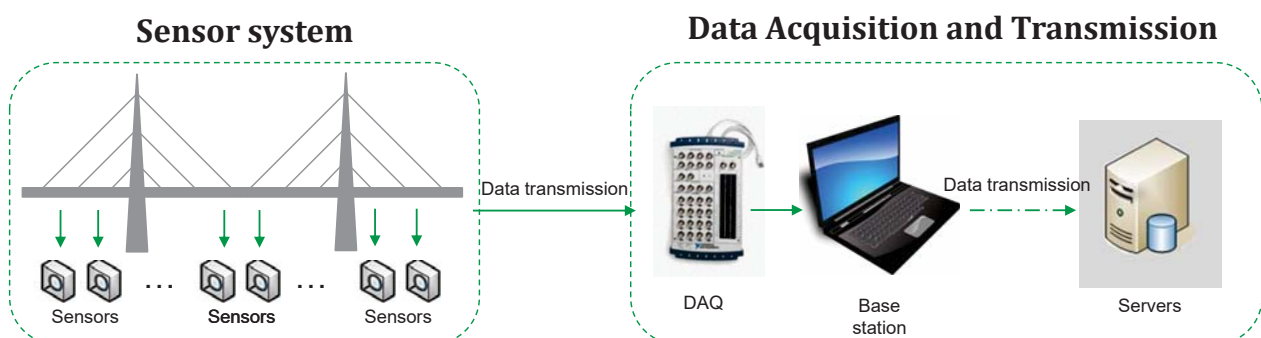 Sensor system
Data Acquisition and Transmission
Data transmission
Data transmission
Sensors
...
Sensors
...
Sensors
DAQ
Base
station
Servers